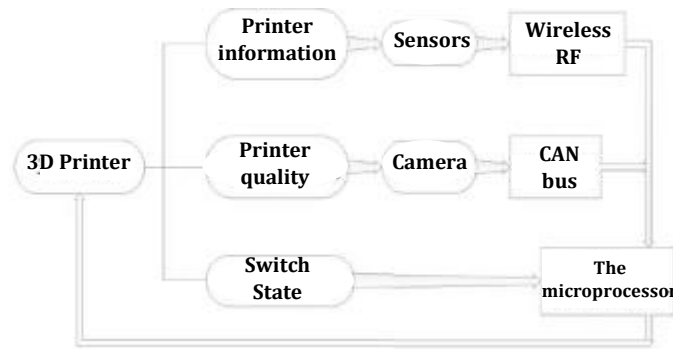 Printer
information
Sensors
Wireless
RF
3D Printer
Printer
quality
Camera
CAN
bus
Switch
State
The
microprocessor